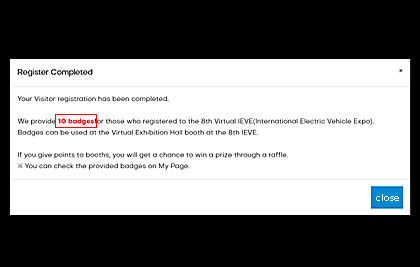 Register Completed ×
Your Visitor registration has been completed.
We provide 10 badges for those who registered to the 8th Virtual IEVE(International Electric Vehicle Expo).
Badges can be used at the Virtual Exhibition Hall booth at the 8th IEVE.
If you give points to booths, you will get a chance to win a prize through a raffle.
※ You can check the provided badges on My Page.
close